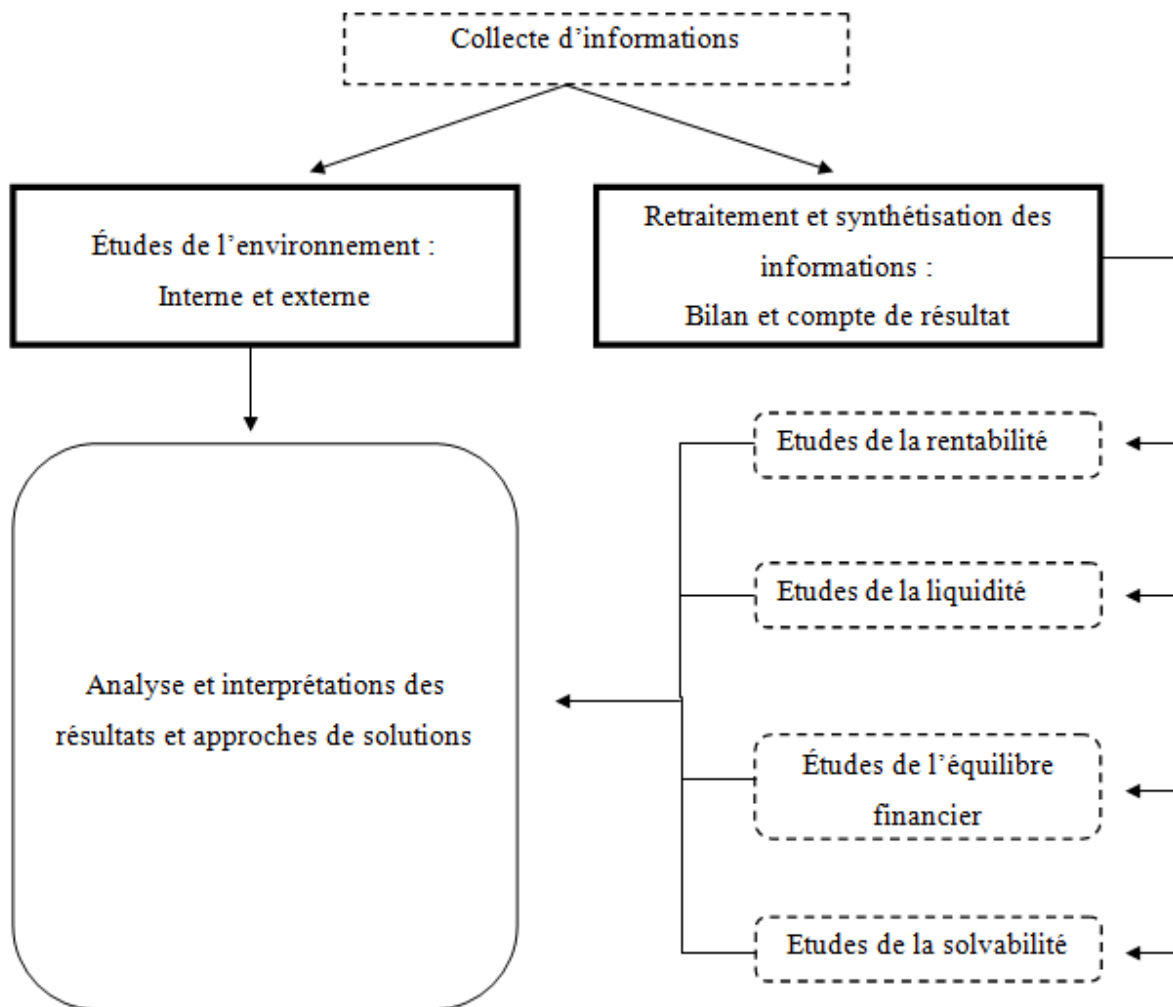 Collecte d’informations
Études de l’environnement :
Interne et externe
Retraitement et synthétisation des
informations :
Bilan et compte de résultat
Etudes de la rentabilité
Etudes de la liquidité
Analyse et interprétations des
résultats et approches de solutions
Études de l’équilibre
financier
Etudes de la solvabilité